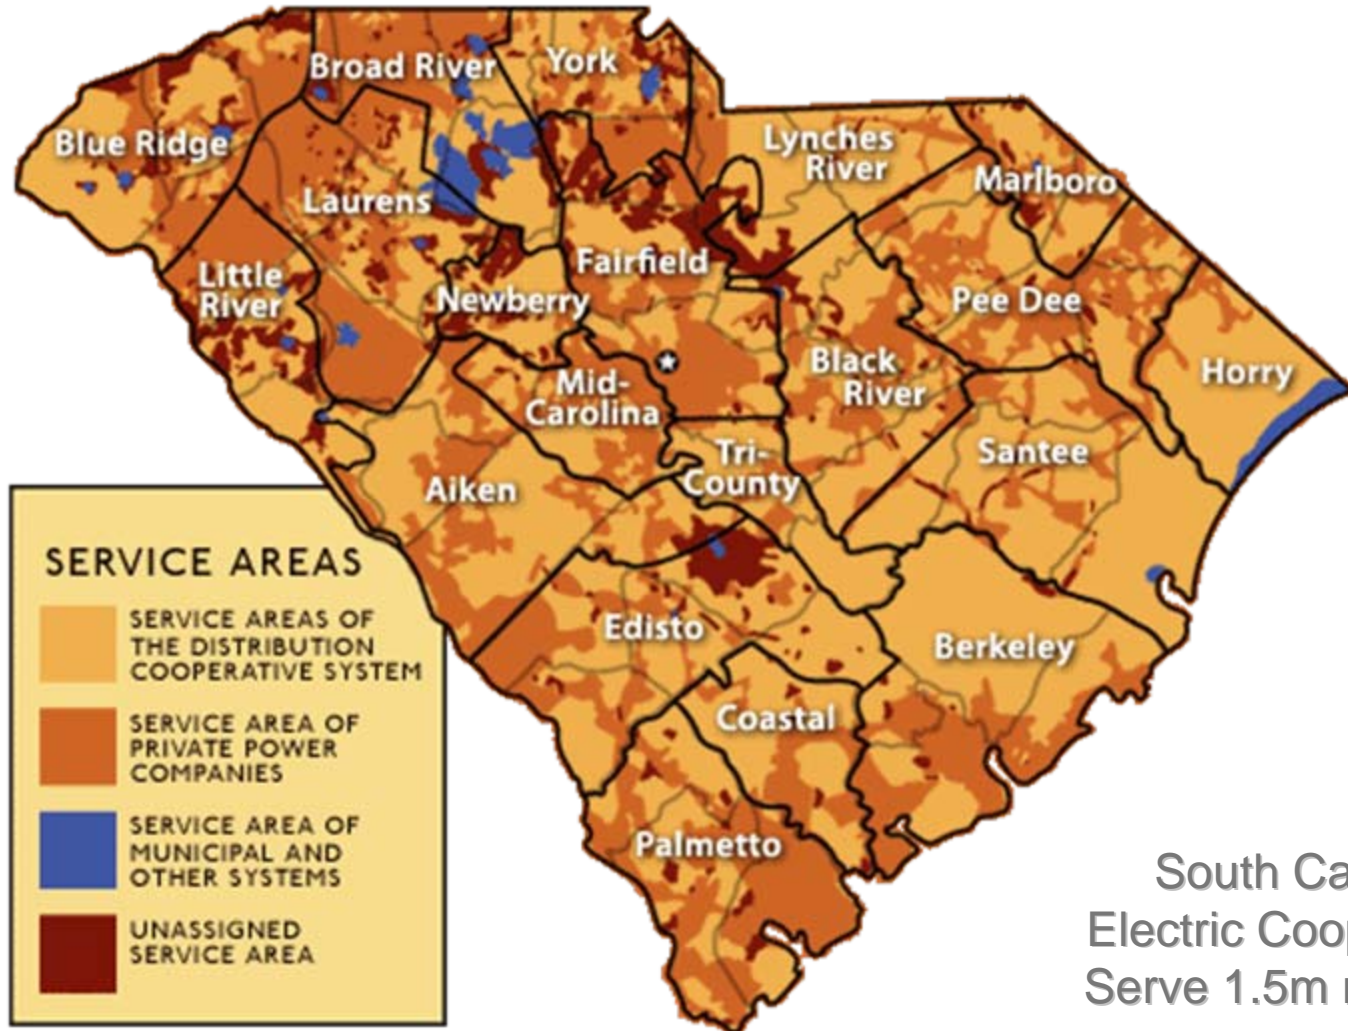 Broad River
York
Blue Ridge
Lynches
River
Marlboro
Laurens
Fairfield
Little
River
Newberry
Pee Dee
Black
River
Horry
Mid-
Carolina
Tri-
County
Santee
Aiken
Edisto
Berkeley
Coastal
Palmetto
SERVICE AREAS
SERVICE AREAS OF
THE DISTRIBUTION
COOPERATIVE SYSTEM
SERVICE AREA OF
PRIVATE POWER
COMPANIES
SERVICE AREA OF
MUNICIPAL AND
OTHER SYSTEMS
UNASSIGNED
SERVICE AREA
South Ca
Electric Coop
Serve 1.5m